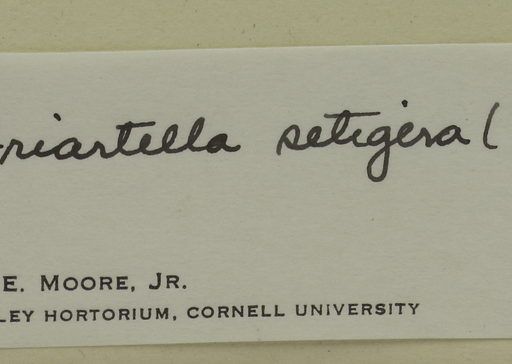 riartella setigera (
E. MOORE, JR.
LEY HORTORIUM, CORNELL UNIVERSITY